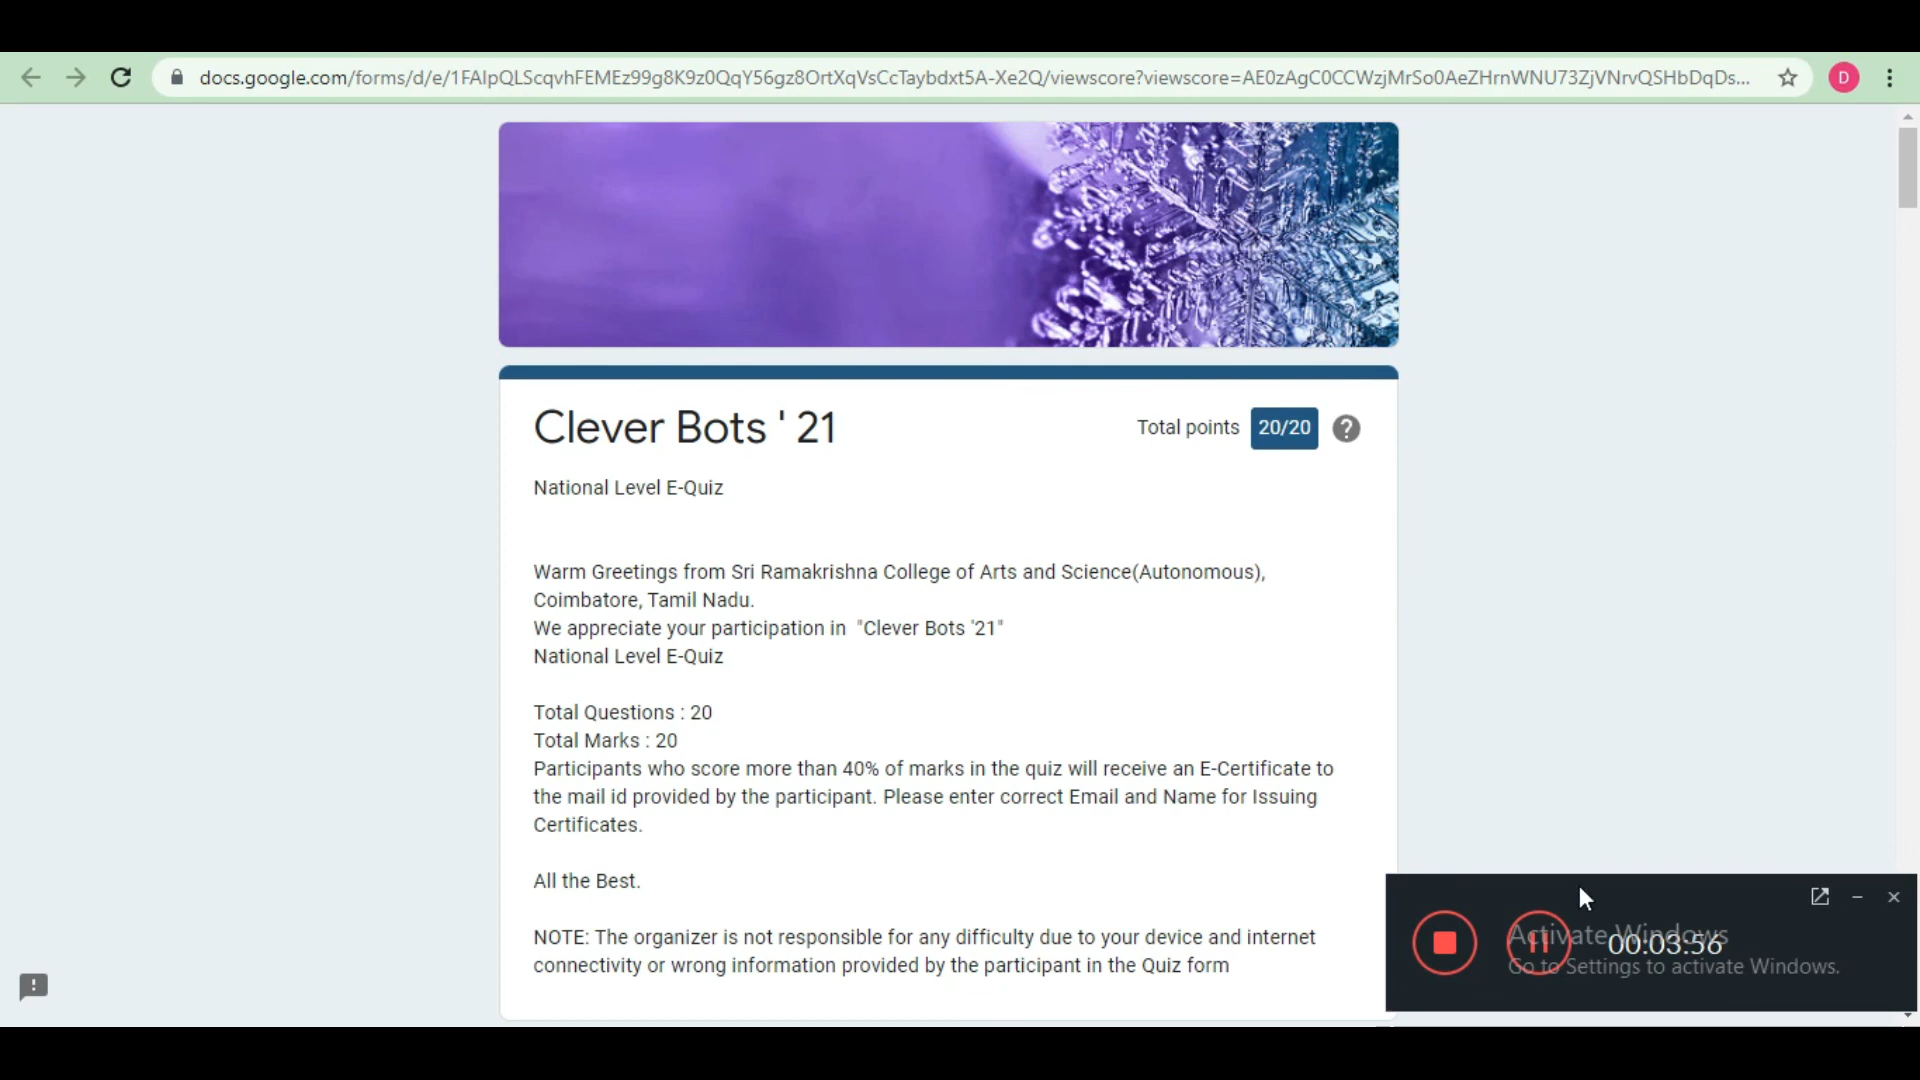 docs.google.com/forms/d/e/1FAIpQLScqvhFEMEz99g8K9z0QqY56gz8OrtXqVsCcTaybdxt5A-Xe2Q/viewscore?viewscore=AE0zAgC0CCWzjMrSo0AeZHrnWNU73ZjVNrvQSHbDqDs...
D
Clever Bots ' 21
Total points 20/20
National Level E-Quiz
Warm Greetings from Sri Ramakrishna College of Arts and Science(Autonomous),
Coimbatore, Tamil Nadu.
We appreciate your participation in "Clever Bots '21"
National Level E-Quiz
Total Questions : 20
Total Marks : 20
Participants who score more than 40% of marks in the quiz will receive an E-Certificate to
the mail id provided by the participant. Please enter correct Email and Name for Issuing
Certificates.
All the Best.
NOTE: The organizer is not responsible for any difficulty due to your device and internet
connectivity or wrong information provided by the participant in the Quiz form
Activate Windows
00:03:56
Go to Settings to activate Windows.